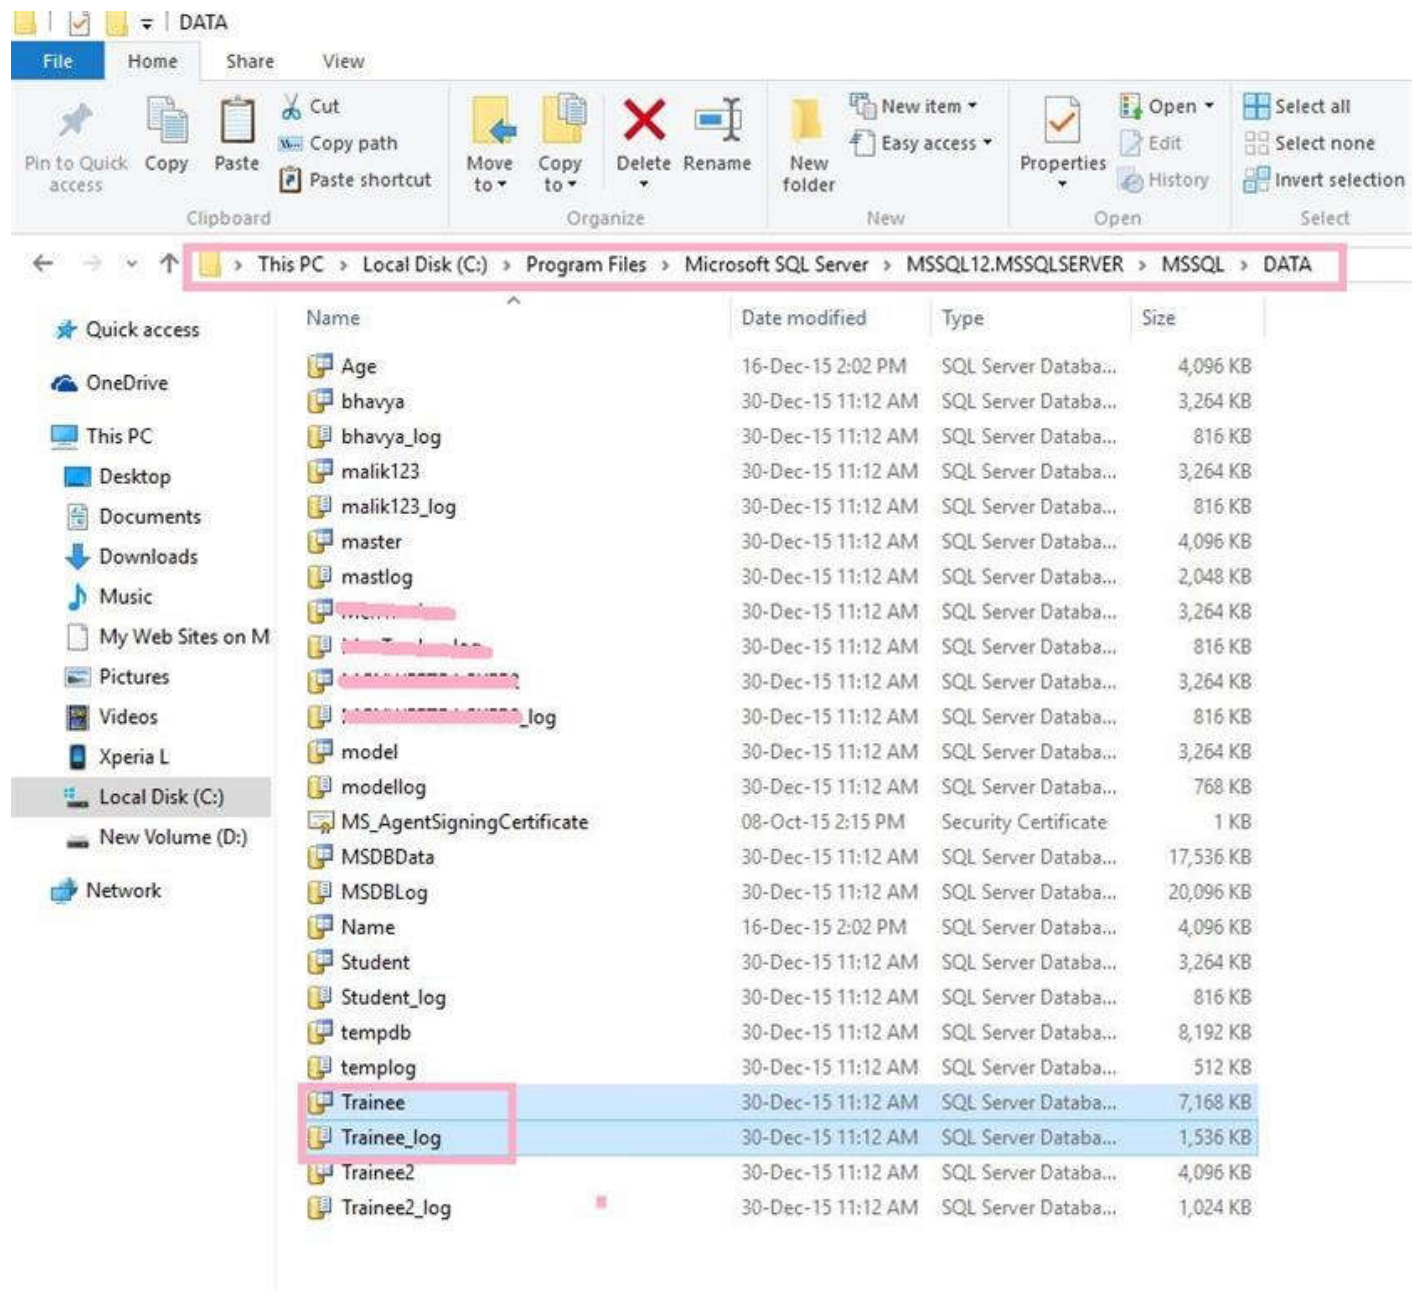 DATA
File Home Share View
Pin to Quick access Copy Paste Cut Copy path Paste shortcut Move to Copy to Delete Rename New folder New item Easy access Properties Open Edit History Select all Select none Invert selection
Clipboard Organize New Open Select
This PC > Local Disk (C:) > Program Files > Microsoft SQL Server > MSSQL12.MSSQLSERVER > MSSQL > DATA
Quick access
OneDrive
This PC
Desktop
Documents
Downloads
Music
My Web Sites on M
Pictures
Videos
Xperia L
Local Disk (C:)
New Volume (D:)
Network
Name Date modified Type Size
Age 16-Dec-15 2:02 PM SQL Server Databa... 4,096 KB
bhavya 30-Dec-15 11:12 AM SQL Server Databa... 3,264 KB
bhavya_log 30-Dec-15 11:12 AM SQL Server Databa... 816 KB
malik123 30-Dec-15 11:12 AM SQL Server Databa... 3,264 KB
malik123_log 30-Dec-15 11:12 AM SQL Server Databa... 816 KB
master 30-Dec-15 11:12 AM SQL Server Databa... 4,096 KB
mastlog 30-Dec-15 11:12 AM SQL Server Databa... 2,048 KB
30-Dec-15 11:12 AM SQL Server Databa... 3,264 KB
30-Dec-15 11:12 AM SQL Server Databa... 816 KB
30-Dec-15 11:12 AM SQL Server Databa... 3,264 KB
_log 30-Dec-15 11:12 AM SQL Server Databa... 816 KB
model 30-Dec-15 11:12 AM SQL Server Databa... 3,264 KB
modellog 30-Dec-15 11:12 AM SQL Server Databa... 768 KB
MS_AgentSigningCertificate 08-Oct-15 2:15 PM Security Certificate 1 KB
MSDBData 30-Dec-15 11:12 AM SQL Server Databa... 17,536 KB
MSDBLog 30-Dec-15 11:12 AM SQL Server Databa... 20,096 KB
Name 16-Dec-15 2:02 PM SQL Server Databa... 4,096 KB
Student 30-Dec-15 11:12 AM SQL Server Databa... 3,264 KB
Student_log 30-Dec-15 11:12 AM SQL Server Databa... 816 KB
tempdb 30-Dec-15 11:12 AM SQL Server Databa... 8,192 KB
templog 30-Dec-15 11:12 AM SQL Server Databa... 512 KB
Trainee 30-Dec-15 11:12 AM SQL Server Databa... 7,168 KB
Trainee_log 30-Dec-15 11:12 AM SQL Server Databa... 1,536 KB
Trainee2 30-Dec-15 11:12 AM SQL Server Databa... 4,096 KB
Trainee2_log 30-Dec-15 11:12 AM SQL Server Databa... 1,024 KB